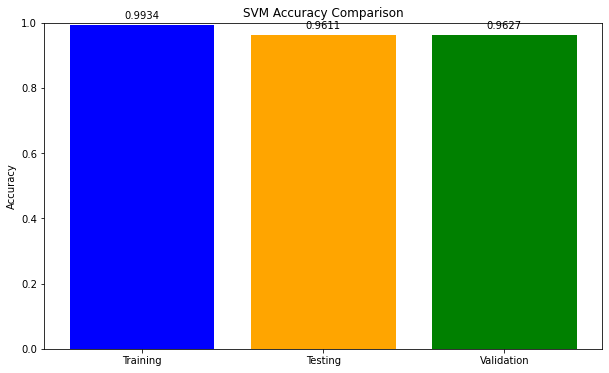 SVM Accuracy Comparison
0.9934
0.9611
0.9627
Accuracy
1.0
0.8
0.6
0.4
0.2
0.0
Training
Testing
Validation